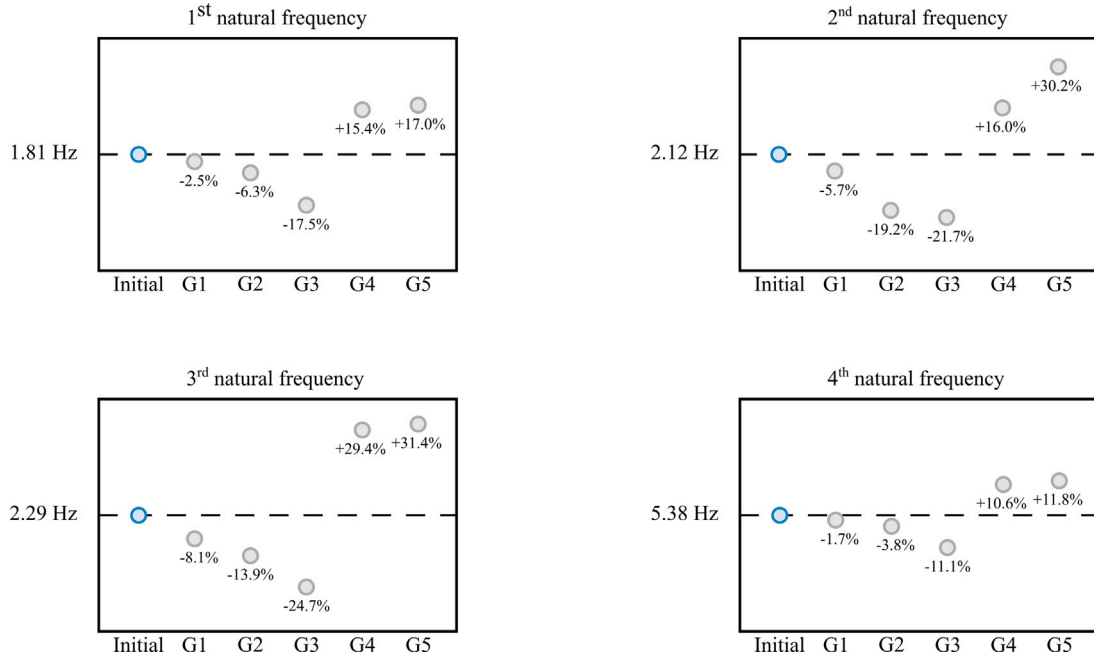 1st natural frequency
1.81 Hz
+15.4%
+17.0%
-2.5%
-6.3%
-17.5%
Initial G1 G2 G3 G4 G5
2nd natural frequency
2.12 Hz
+30.2%
+16.0%
-5.7%
-19.2%
-21.7%
Initial G1 G2 G3 G4 G5
3rd natural frequency
2.29 Hz
+29.4%
+31.4%
-8.1%
-13.9%
-24.7%
Initial G1 G2 G3 G4 G5
4th natural frequency
5.38 Hz
+10.6%
+11.8%
-1.7%
-3.8%
-11.1%
Initial G1 G2 G3 G4 G5